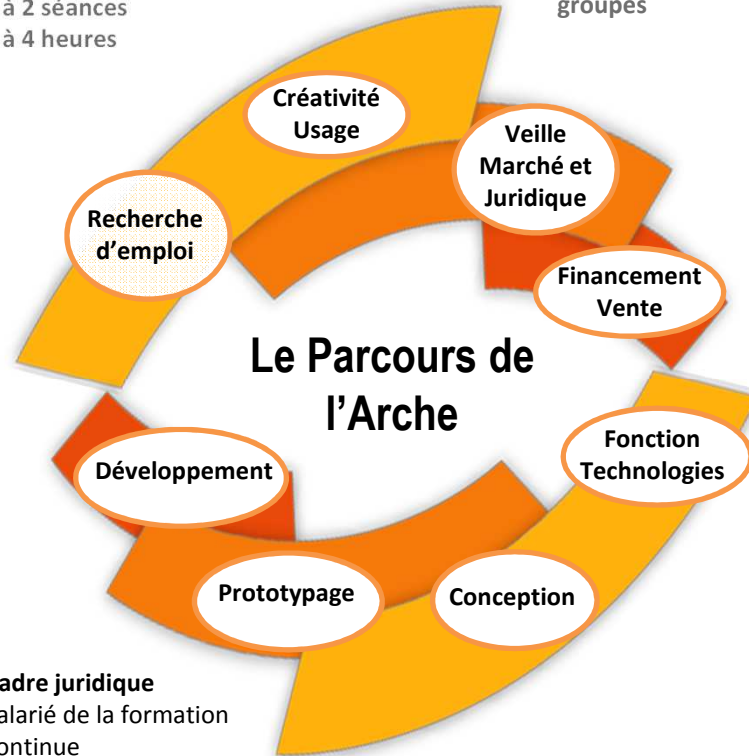 à 2 séances
à 4 heures
groupes
Créativité
Usage
Veille
Marché et
Juridique
Recherche
d’emploi
Financement
Vente
Le Parcours de
l’Arche
Fonction
Technologies
Développement
Prototypage
Conception
adre juridique
alarié de la formation
ontinue